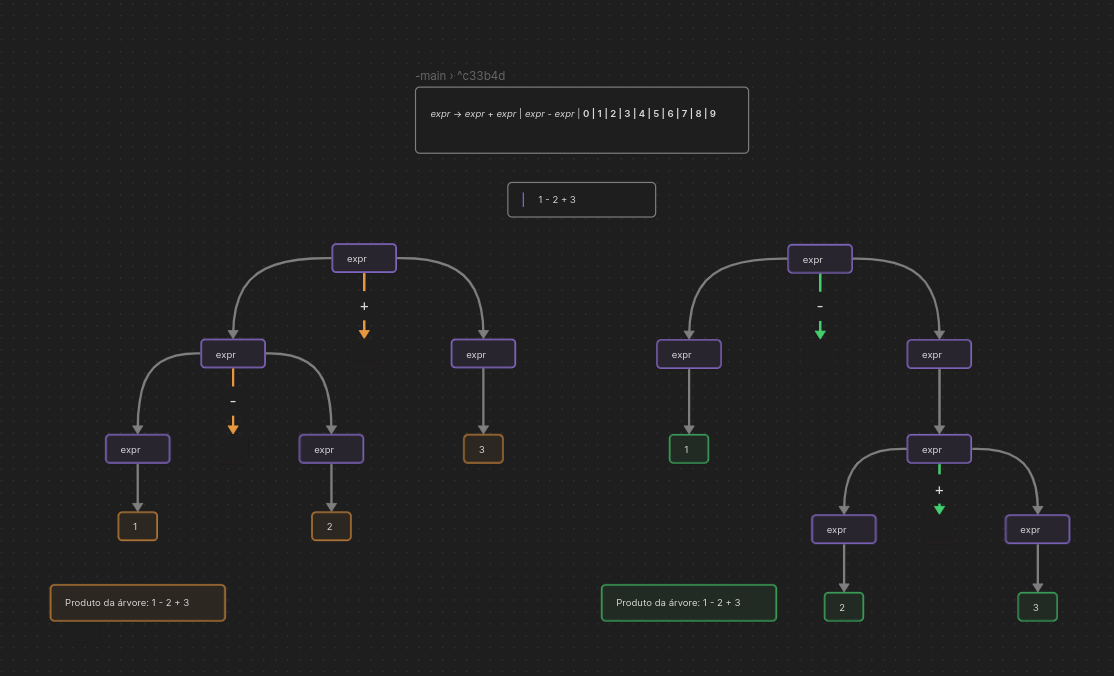 -main › ^c33b4d
expr → expr + expr | expr - expr | 0 | 1 | 2 | 3 | 4 | 5 | 6 | 7 | 8 | 9
1 - 2 + 3
expr
+
expr
expr
-
expr
expr
3
1
2
Produto da árvore: 1 - 2 + 3
expr
-
expr
expr
1
expr
+
expr
expr
2
3
Produto da árvore: 1 - 2 + 3